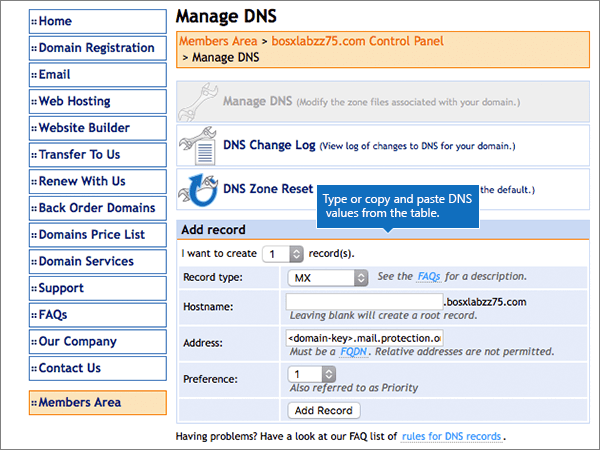 Manage DNS
:: Home
:: Domain Registration
:: Email
:: Web Hosting
:: Website Builder
:: Transfer To Us
:: Renew With Us
:: Back Order Domains
:: Domains Price List
:: Domain Services
:: Support
:: FAQs
:: Our Company
:: Contact Us
:: Members Area
Members Area > bosxlabzz75.com Control Panel
> Manage DNS
Manage DNS (Modify the zone files associated with your domain.)
DNS Change Log (View log of changes to DNS for your domain.)
DNS Zone Reset the default.)
Type or copy and paste DNS
values from the table.
Add record
I want to create 1 record(s).
Record type: MX See the FAQs for a description.
Hostname: .bosxlabzz75.com
Leaving blank will create a root record.
Address: <domain-key>.mail.protection.o
Must be a FQDN. Relative addresses are not permitted.
Preference: 1
Also referred to as Priority
Add Record
Having problems? Have a look at our FAQ list of rules for DNS records.